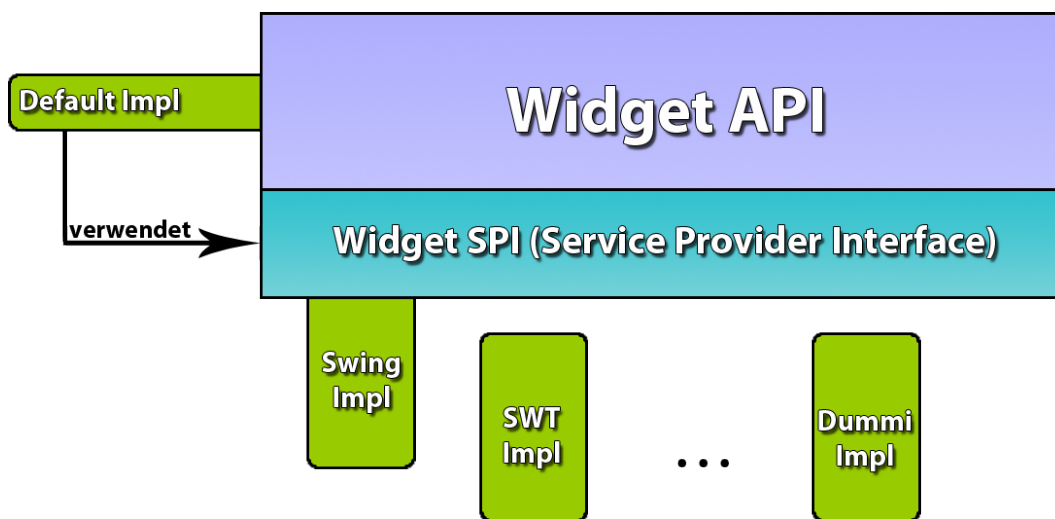 Widget API
Default Impl
verwendet
Widget SPI (Service Provider Interface)
Swing
Impl
SWT
Impl
...
Dummi
Impl